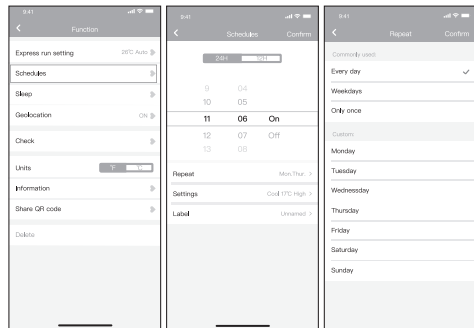 9:41
Function
Express run setting
26°C Auto
Schedules
Sleep
Geolocation
ON
Check
Units
°F
Information
Share QR code
Delete
9:41
Schedules
Confirm
24H
12H
9 04
10 05
11 06 On
12 07 Off
13 08
Repeat
Mon.Thur.
Settings
Cool 17°C High
Label
Unnamed
9:41
Repeat
Confirm
Commonly used
Every day
Weekdays
Only once
Custom
Monday
Tuesday
Wednessday
Thursday
Friday
Saturday
Sunday